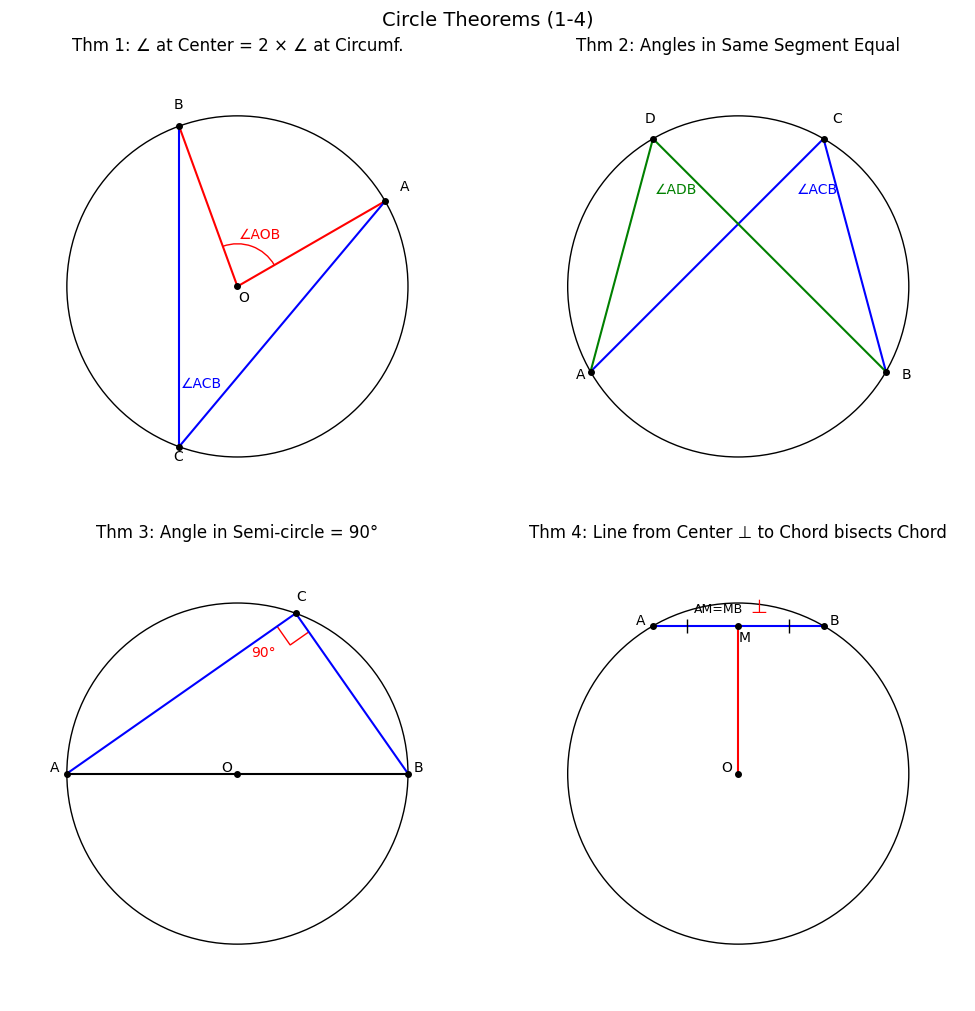 Circle Theorems (1-4)
Thm 1: ∠ at Center = 2 × ∠ at Circumf.
B
A
∠AOB
O
∠ACB
C
Thm 2: Angles in Same Segment Equal
D
C
∠ADB
∠ACB
A
B
Thm 3: Angle in Semi-circle = 90°
C
90°
A
O
B
Thm 4: Line from Center ⊥ to Chord bisects Chord
AM=MB ⊥
A
B
M
O